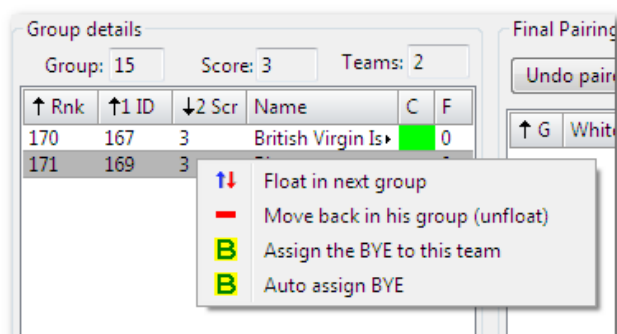 Group details
Group: 15 Score: 3 Teams: 2
Rnk 1 ID 2 Scr Name C F
170 167 3 British Virgin Is 0
171 169 3
Float in next group
Move back in his group (unfloat)
B Assign the BYE to this team
B Auto assign BYE
Final Pairing
Undo paire
G White